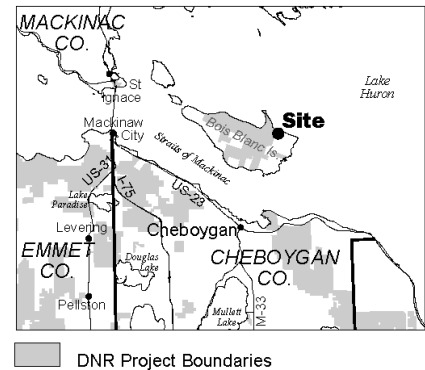 MACKINAC
CO.
St
Ignace
Lake
Huron
Mackinaw
City
Bois Blanc Is.
Site
Straits of Mackinac
US-31
I-75
US-23
Lake
Paradise
Levering
Cheboygan
EMMET
CO.
Douglas
Lake
CHEBOYGAN
CO.
Pellston
Mullett
Lake
M-33
DNR Project Boundaries